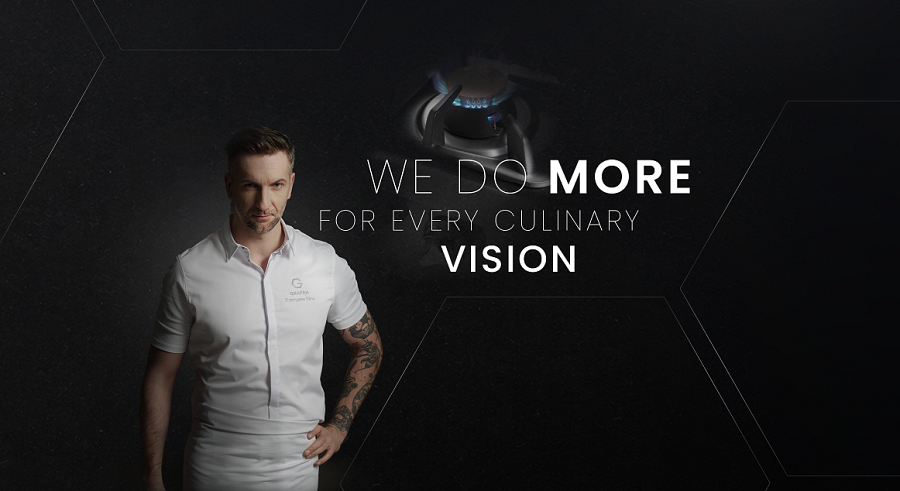 WE DO MORE
FOR EVERY CULINARY
VISION
G